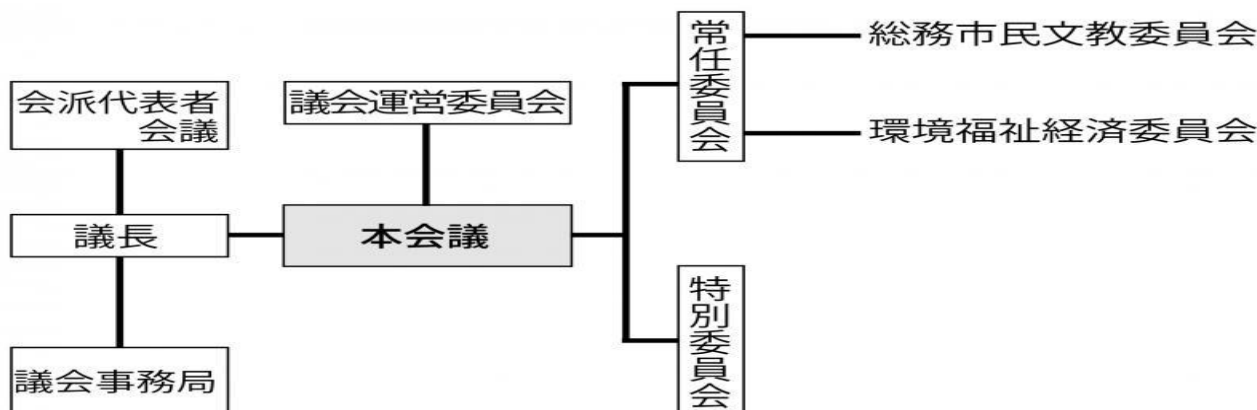 会派代表者
会議
議長
議会事務局
議会運営委員会
本会議
常任委員会
総務市民文教委員会
環境福祉経済委員会
特別委員会